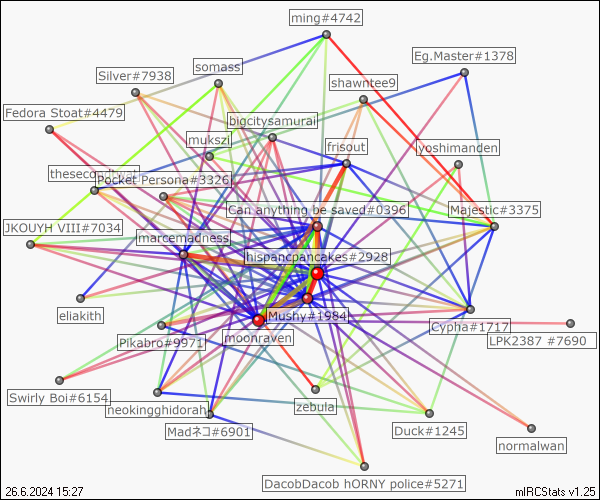 ming#4742
Eg.Master#1378
somass
Silver#7938
shawntee9
Fedora Stoat#4479
bigcitysamurai
mukszi
frisout
yoshimanden
thesecondtwat
Pocket Persona#3326
Can anything be saved#0396
Majestic#3375
JKOUYH VIII#7034
marcemadness
hispancpancakes#2928
eliakith
Mushy#1984
Cypha#1717
Pikabro#9971
moonraven
LPK2387 #7690
Swirly Boi#6154
neokingghidorah
zebula
Madネコ#6901
Duck#1245
normalwan
DacobDacob hORNY police#5271
26.6.2024 15:27
mIRCStats v1.25